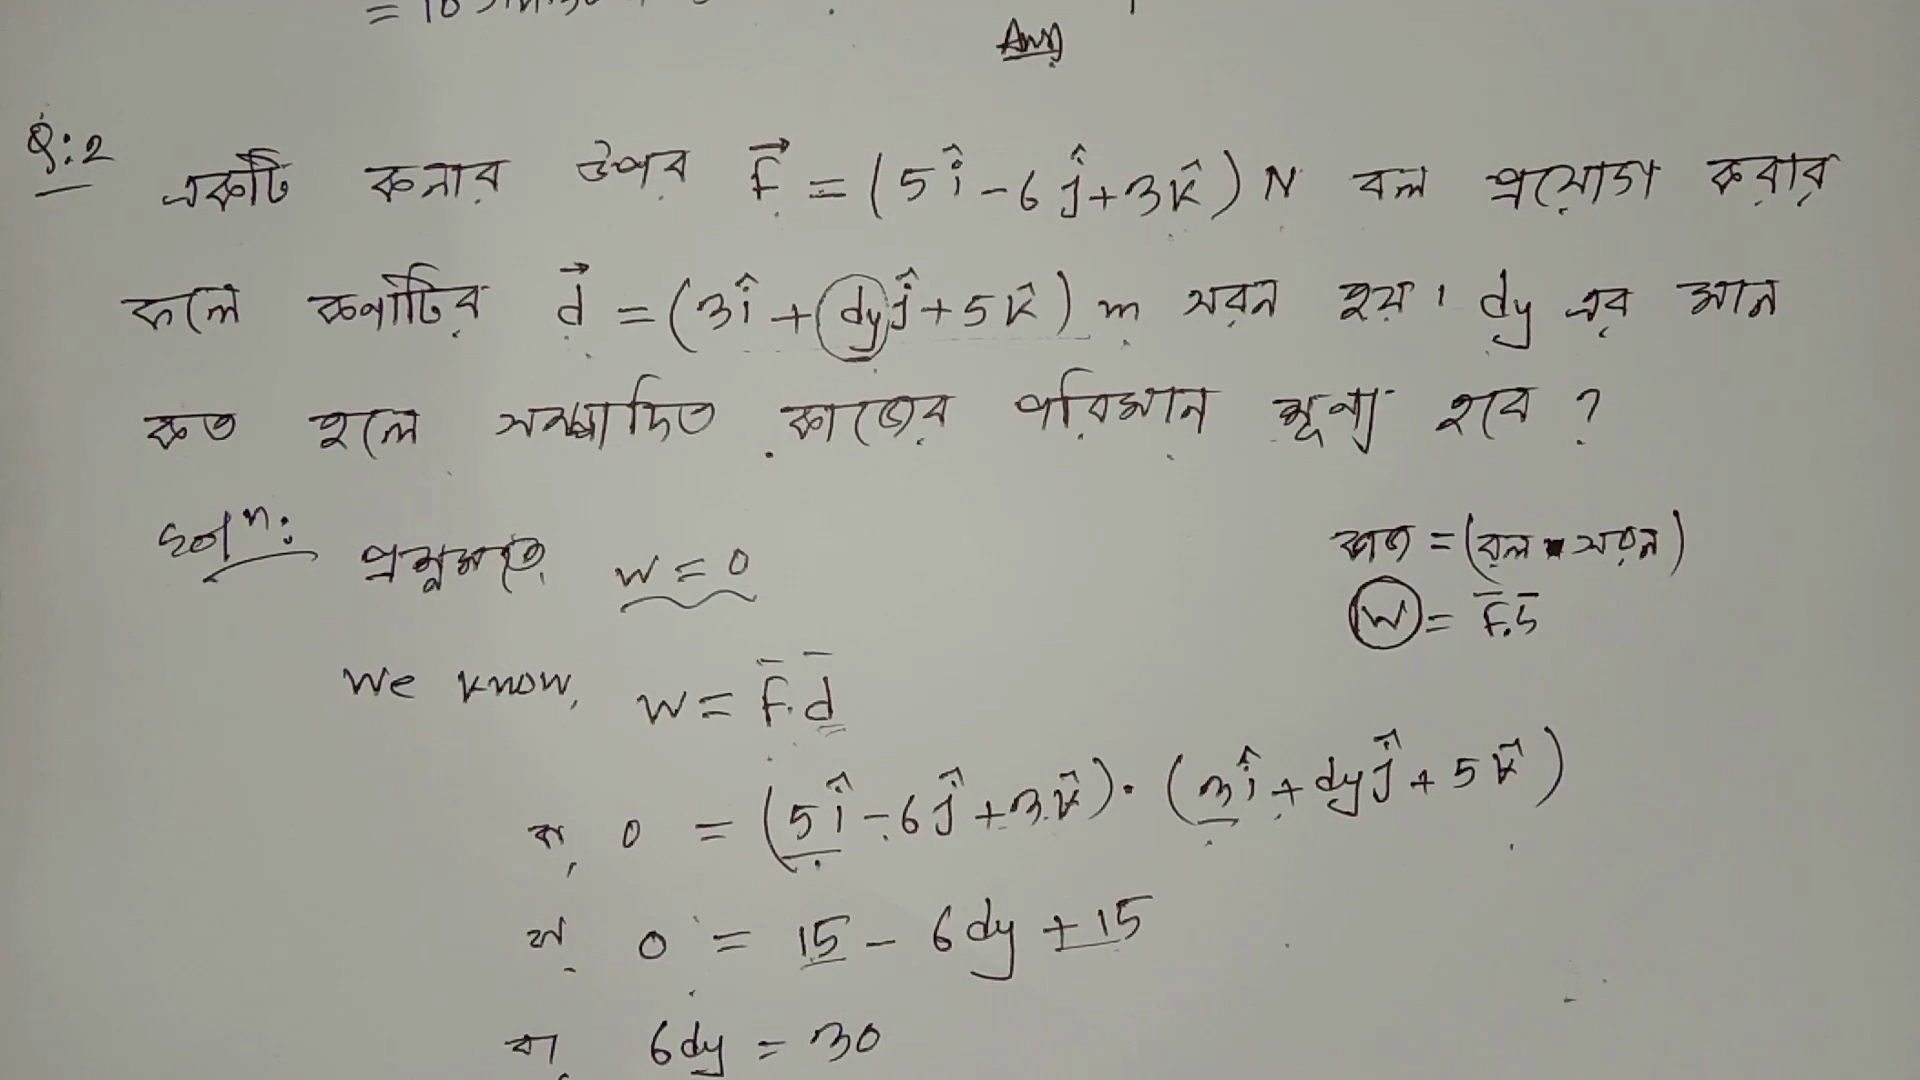 Ans
Q:2 একটি কনার উপর F⃗ = (5î - 6ĵ + 3k̂) N বল প্রয়োগ করার
ফলে কনাটির d⃗ = (3î + dyĵ + 5k̂) m সরন হয়। dy এর মান
কত হলে সম্পাদিত কাজের পরিমান শূন্য হবে ?
Solⁿ: প্রশ্নমতে, W = 0
কাজ = (বল • সরন)
W = F̄.S̄
We know, W = F̄.d̄
বা, 0 = (5î - 6ĵ + 3k̂) . (3î + dyĵ + 5k̂)
বা, 0 = 15 - 6dy + 15
বা, 6dy = 30